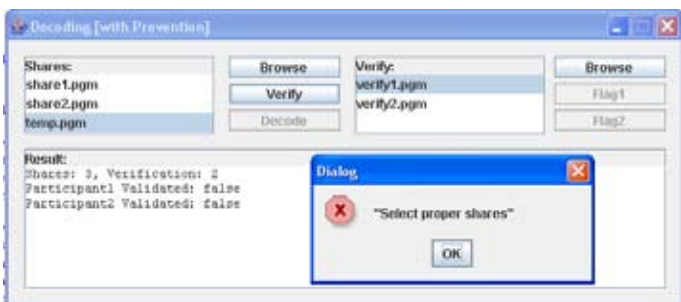 Decoding [with Prevention]
Shares:
share1.pgm
share2.pgm
temp.pgm
Browse
Verify
Decode
Verify:
verify1.pgm
verify2.pgm
Browse
Flag1
Flag2
Result:
Shares: 3, Verification: 2
Participant1 Validated: false
Participant2 Validated: false
Dialog
"Select proper shares"
OK